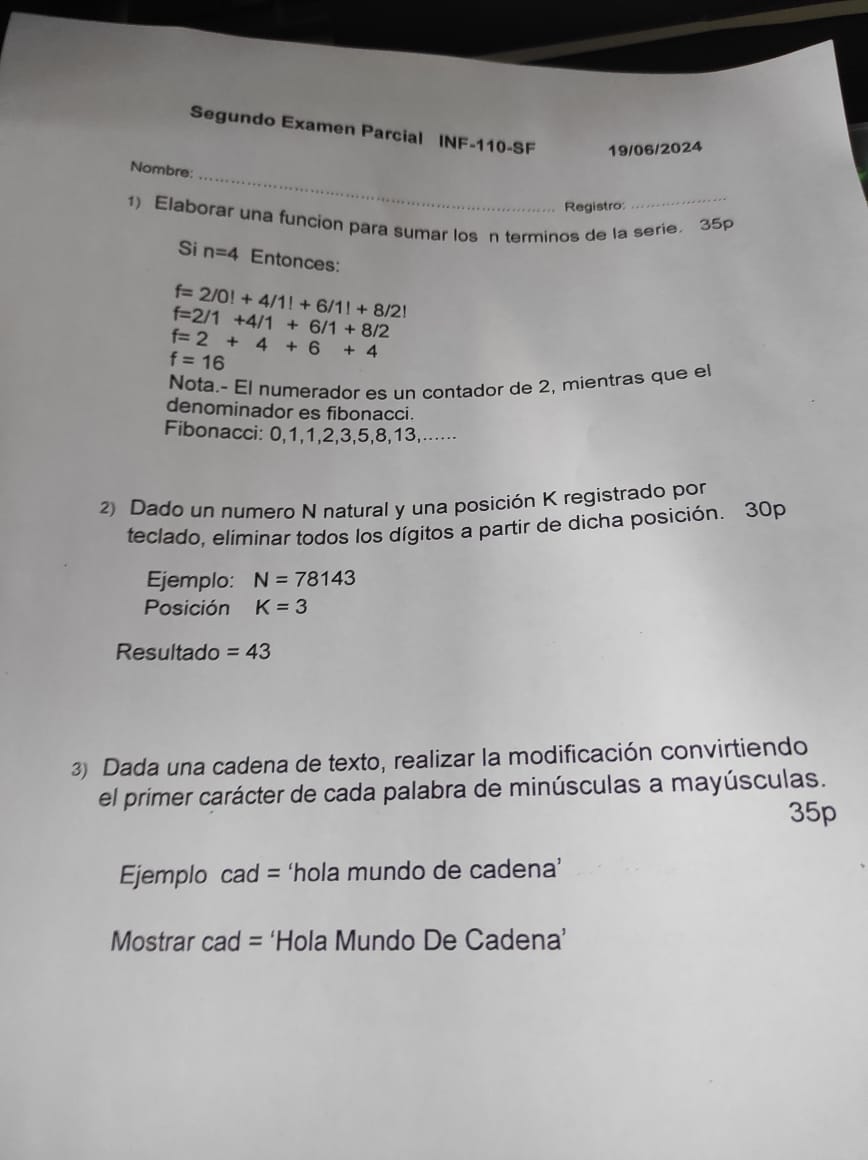 Segundo Examen Parcial INF-110-SF 19/06/2024
Nombre: ............................................................ Registro: ......................
1) Elaborar una funcion para sumar los n terminos de la serie. 35p
Si n=4 Entonces:
f= 2/0! + 4/1! + 6/1! + 8/2!
f=2/1 +4/1 + 6/1 + 8/2
f= 2 + 4 + 6 + 4
f = 16
Nota.- El numerador es un contador de 2, mientras que el
denominador es fibonacci.
Fibonacci: 0,1,1,2,3,5,8,13,......
2) Dado un numero N natural y una posición K registrado por
teclado, eliminar todos los dígitos a partir de dicha posición. 30p
Ejemplo: N = 78143
Posición K = 3
Resultado = 43
3) Dada una cadena de texto, realizar la modificación convirtiendo
el primer carácter de cada palabra de minúsculas a mayúsculas.
35p
Ejemplo cad = ‘hola mundo de cadena’
Mostrar cad = ‘Hola Mundo De Cadena’